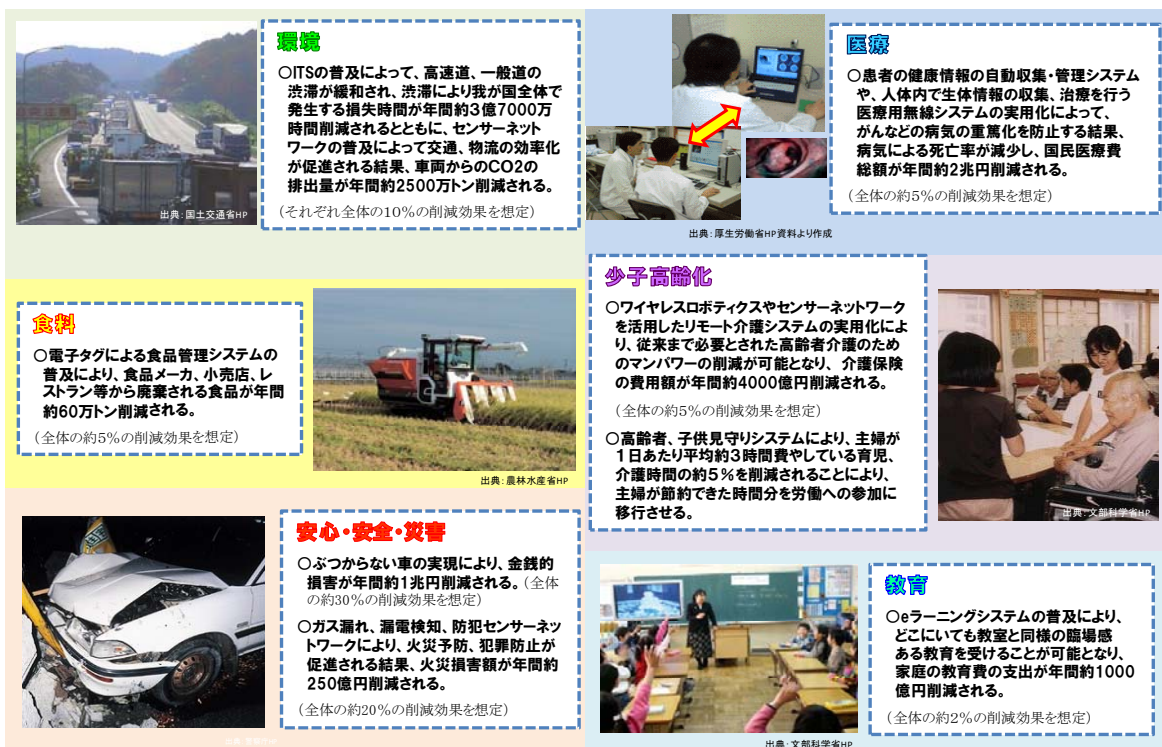 環境
○ITSの普及によって、高速道、一般道の
渋滞が緩和され、渋滞により我が国全体で
発生する損失時間が年間約3億7000万
時間削減されるとともに、センサーネット
ワークの普及によって交通、物流の効率化
が促進される結果、車両からのCO2の
排出量が年間約2500万トン削減される。
(それぞれ全体の10%の削減効果を想定)
出典:国土交通省HP
医療
○患者の健康情報の自動収集・管理システム
や、人体内で生体情報の収集、治療を行う
医療用無線システムの実用化によって、
がんなどの病気の重篤化を防止する結果、
病気による死亡率が減少し、国民医療費
総額が年間約2兆円削減される。
(全体の約5%の削減効果を想定)
出典:厚生労働省HP資料より作成
食料
○電子タグによる食品管理システムの
普及により、食品メーカ、小売店、レ
ストラン等から廃棄される食品が年間
約60万トン削減される。
(全体の約5%の削減効果を想定)
出典:農林水産省HP
少子高齢化
○ワイヤレスロボティクスやセンサーネットワーク
を活用したリモート介護システムの実用化によ
り、従来まで必要とされた高齢者介護のため
のマンパワーの削減が可能となり、介護保険
の費用額が年間約4000億円削減される。
(全体の約5%の削減効果を想定)
○高齢者、子供見守りシステムにより、主婦が
1日あたり平均約3時間費やしている育児、
介護時間の約5%を削減されることにより、
主婦が節約できた時間分を労働への参加に
移行させる。
出典:文部科学省HP
安心・安全・災害
○ぶつからない車の実現により、金銭的
損害が年間約1兆円削減される。(全体
の約30%の削減効果を想定)
○ガス漏れ、漏電検知、防犯センサーネッ
トワークにより、火災予防、犯罪防止が
促進される結果、火災損害額が年間約
250億円削減される。
(全体の約20%の削減効果を想定)
教育
○eラーニングシステムの普及により、
どこにいても教室と同様の臨場感
ある教育を受けることが可能となり、
家庭の教育費の支出が年間約1000
億円削減される。
(全体の約2%の削減効果を想定)
出典:文部科学省HP